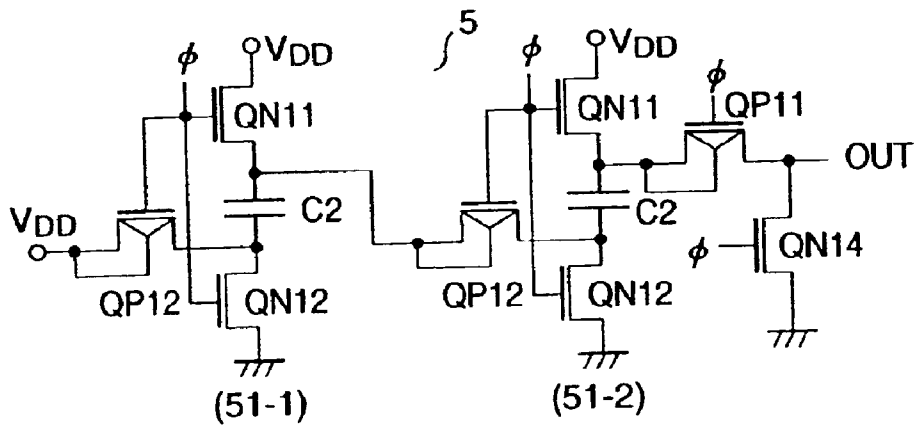 5
ϕ
VDD
QN11
C2
VDD
QP12
QN12
(51-1)
ϕ
VDD
QN11
C2
QP12
QN12
(51-2)
ϕ
QP11
OUT
ϕ
QN14